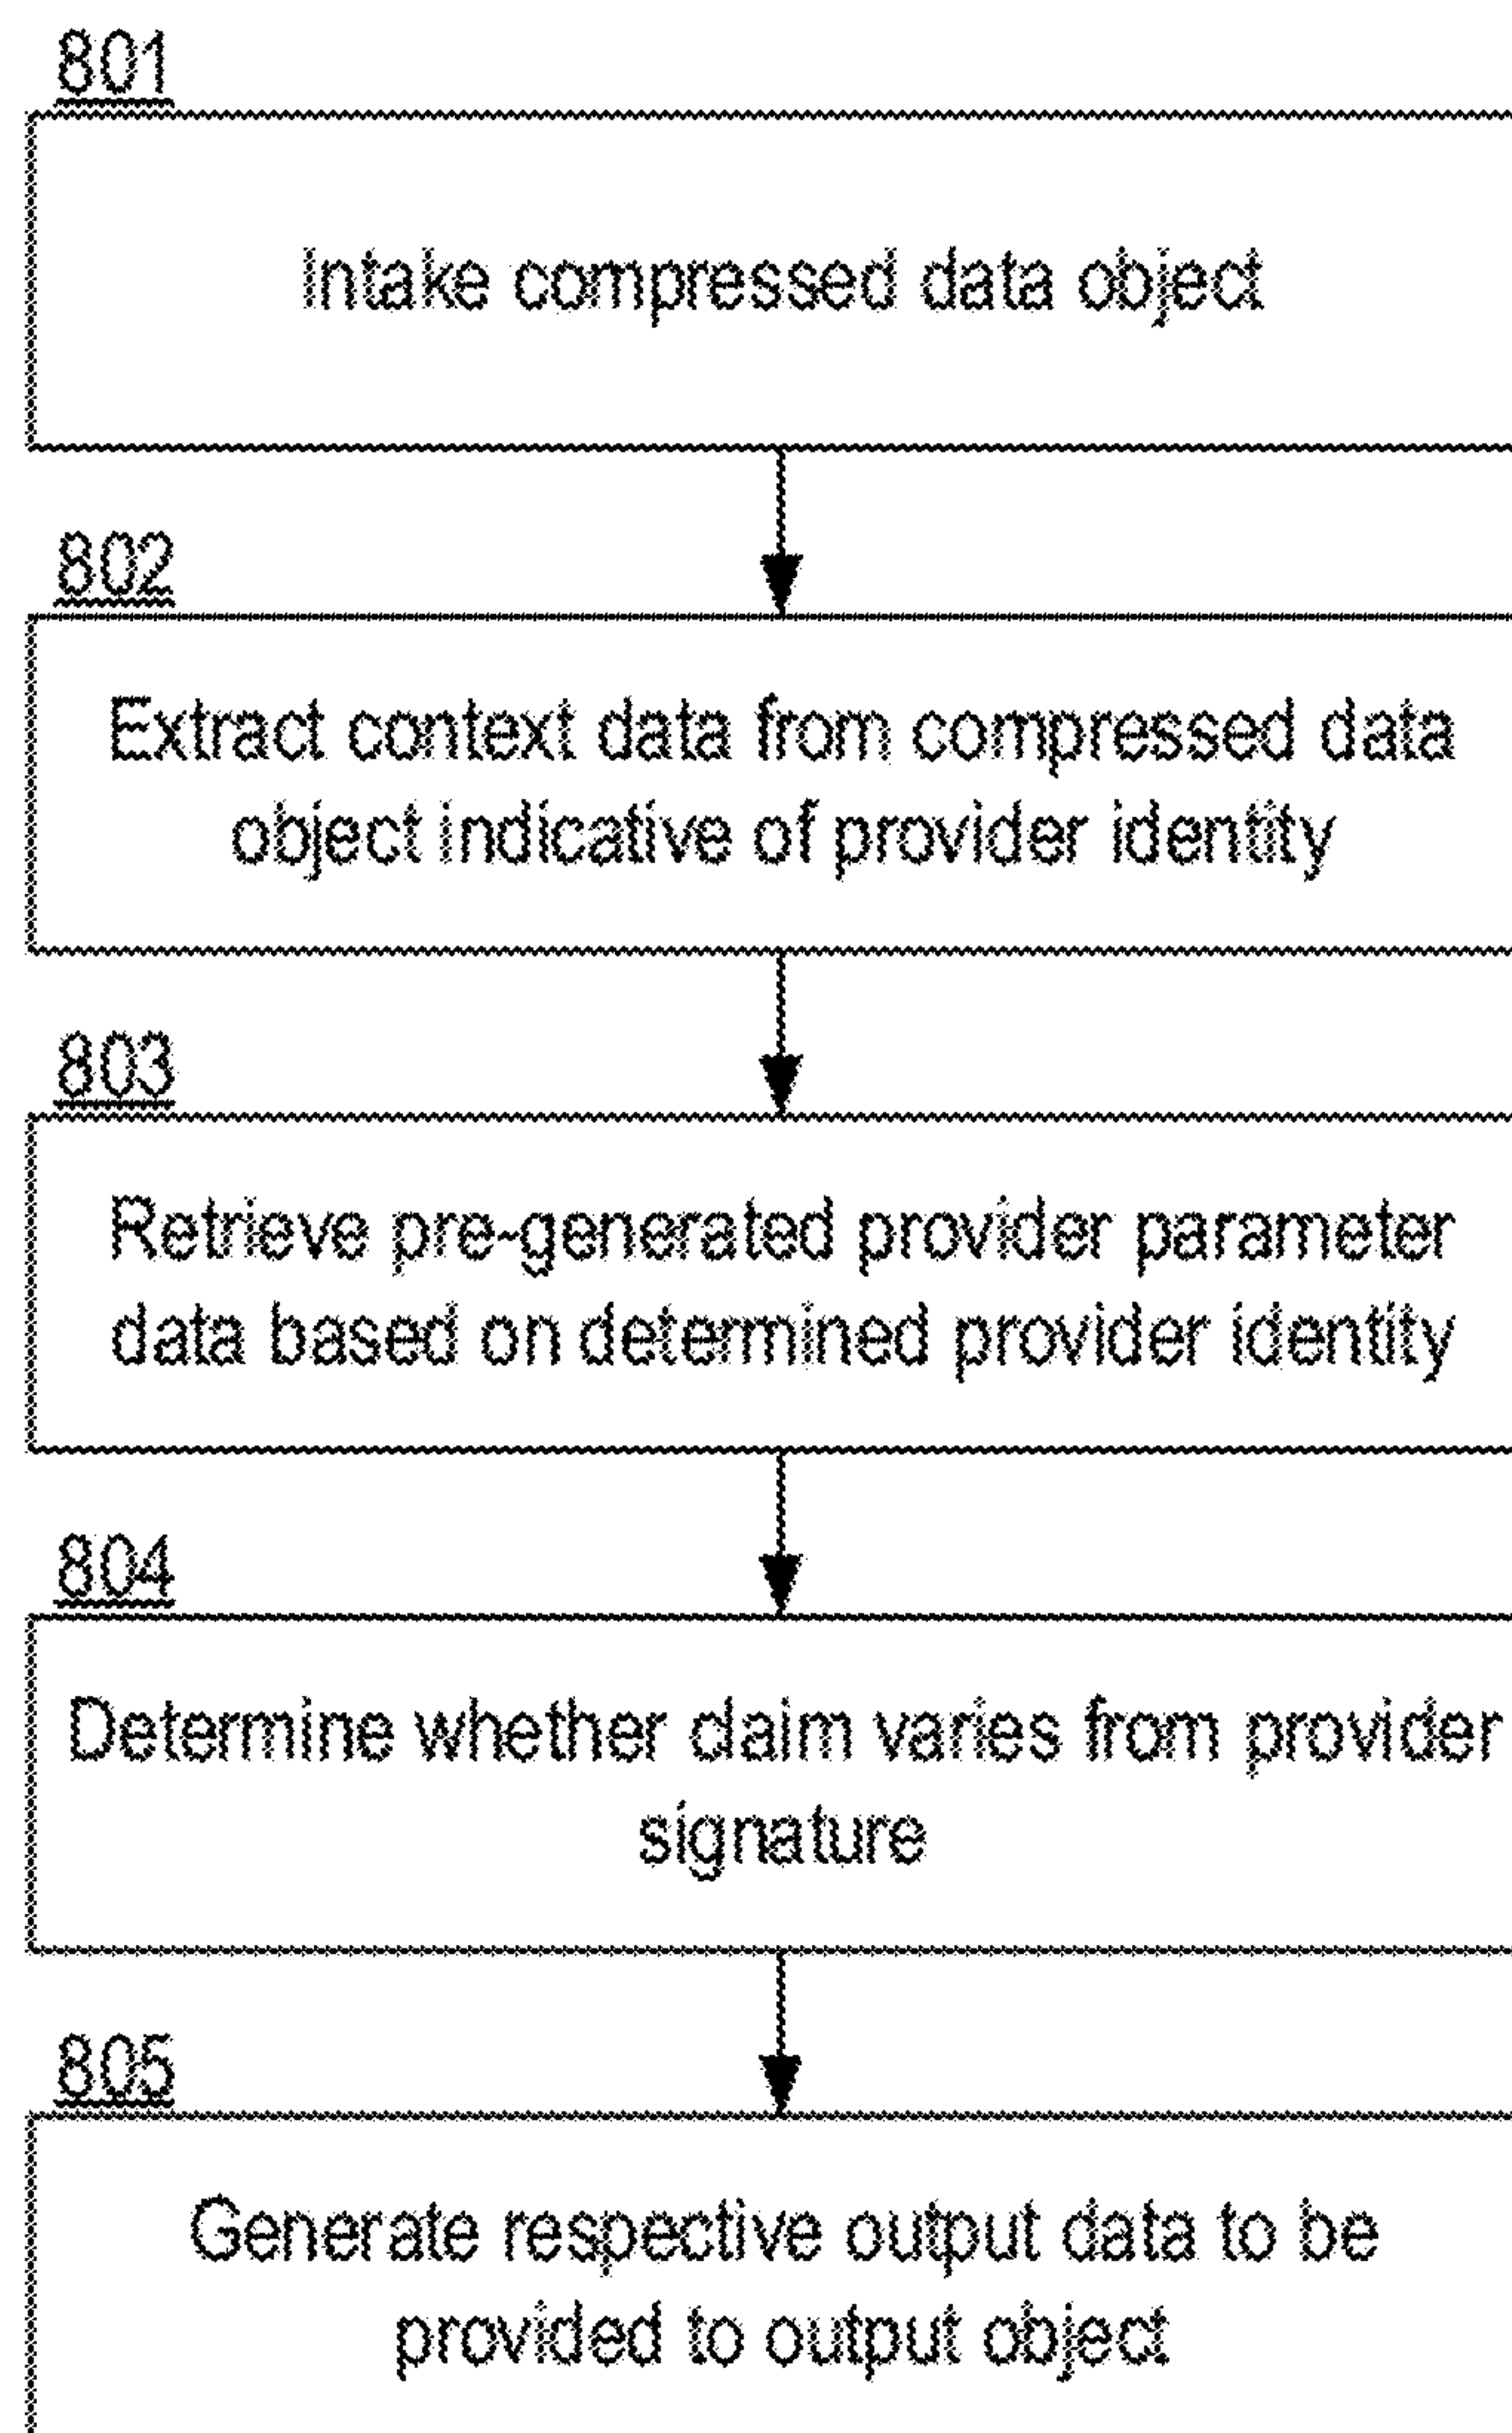 801
Intake compressed data object
802
Extract context data from compressed data
object indicative of provider identity
803
Retrieve pre-generated provider parameter
data based on determined provider identity
804
Determine whether claim varies from provider
signature
805
Generate respective output data to be
provided to output object